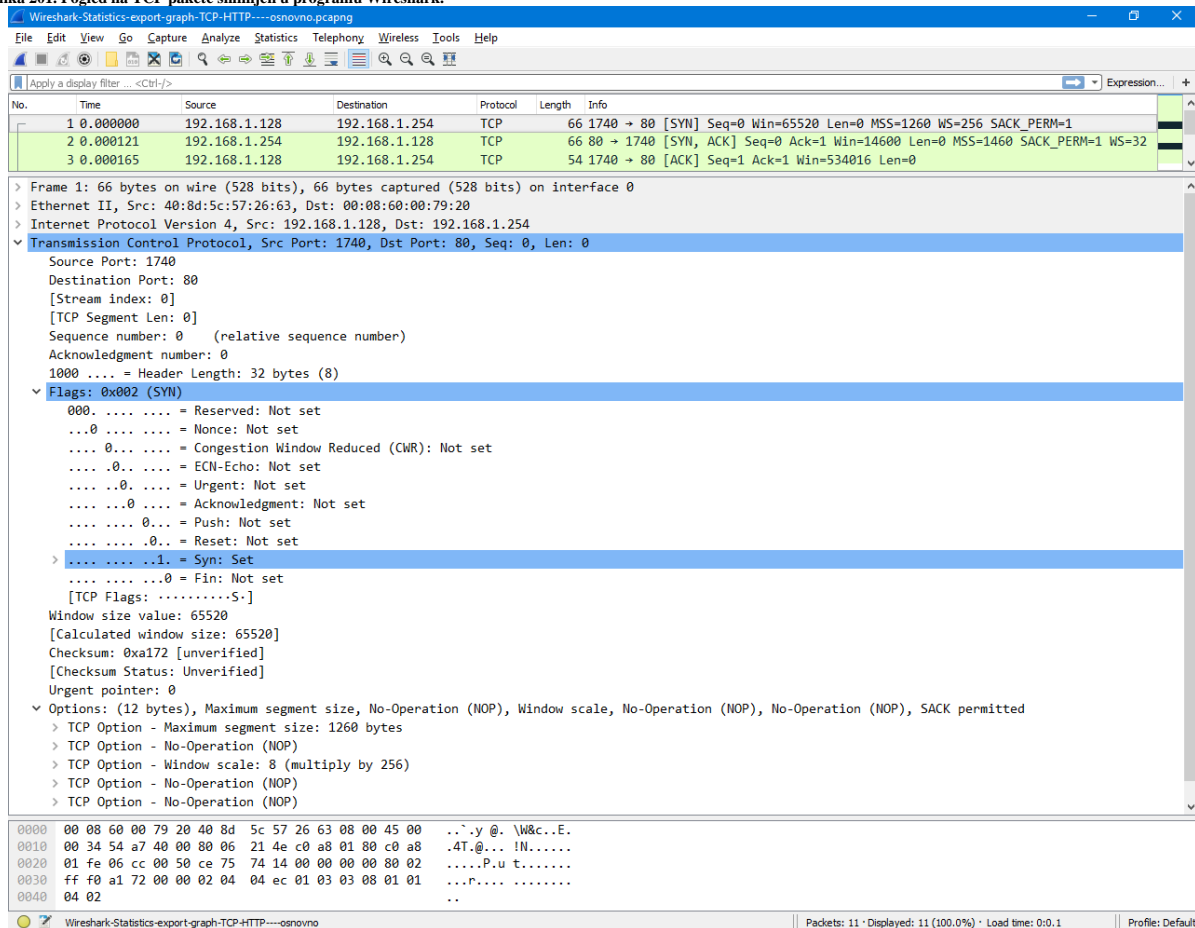 201. Pogled na TCP pakete snimljen u programu Wireshark.
Wireshark-Statistics-export-graph-TCP-HTTP----osnovno.pcapng
File Edit View Go Capture Analyze Statistics Telephony Wireless Tools Help
Apply a display filter ... <Ctrl-/> Expression... +
No. Time Source Destination Protocol Length Info
1 0.000000 192.168.1.128 192.168.1.254 TCP 66 1740 → 80 [SYN] Seq=0 Win=65520 Len=0 MSS=1260 WS=256 SACK_PERM=1
2 0.000121 192.168.1.254 192.168.1.128 TCP 66 80 → 1740 [SYN, ACK] Seq=0 Ack=1 Win=14600 Len=0 MSS=1460 SACK_PERM=1 WS=32
3 0.000165 192.168.1.128 192.168.1.254 TCP 54 1740 → 80 [ACK] Seq=1 Ack=1 Win=534016 Len=0
> Frame 1: 66 bytes on wire (528 bits), 66 bytes captured (528 bits) on interface 0
> Ethernet II, Src: 40:8d:5c:57:26:63, Dst: 00:08:60:00:79:20
> Internet Protocol Version 4, Src: 192.168.1.128, Dst: 192.168.1.254
Transmission Control Protocol, Src Port: 1740, Dst Port: 80, Seq: 0, Len: 0
Source Port: 1740
Destination Port: 80
[Stream index: 0]
[TCP Segment Len: 0]
Sequence number: 0 (relative sequence number)
Acknowledgment number: 0
1000 .... = Header Length: 32 bytes (8)
Flags: 0x002 (SYN)
000. .... .... = Reserved: Not set
...0 .... .... = Nonce: Not set
.... 0... .... = Congestion Window Reduced (CWR): Not set
.... .0.. .... = ECN-Echo: Not set
.... ..0. .... = Urgent: Not set
.... ...0 .... = Acknowledgment: Not set
.... .... 0... = Push: Not set
.... .... .0.. = Reset: Not set
> .... .... ..1. = Syn: Set
.... .... ...0 = Fin: Not set
[TCP Flags: ··········S·]
Window size value: 65520
[Calculated window size: 65520]
Checksum: 0xa172 [unverified]
[Checksum Status: Unverified]
Urgent pointer: 0
Options: (12 bytes), Maximum segment size, No-Operation (NOP), Window scale, No-Operation (NOP), No-Operation (NOP), SACK permitted
> TCP Option - Maximum segment size: 1260 bytes
> TCP Option - No-Operation (NOP)
> TCP Option - Window scale: 8 (multiply by 256)
> TCP Option - No-Operation (NOP)
> TCP Option - No-Operation (NOP)
0000 00 08 60 00 79 20 40 8d 5c 57 26 63 08 00 45 00 ..`.y @. \W&c..E.
0010 00 34 54 a7 40 00 80 06 21 4e c0 a8 01 80 c0 a8 .4T.@... !N......
0020 01 fe 06 cc 00 50 ce 75 74 14 00 00 00 00 80 02 .....P.u t.......
0030 ff f0 a1 72 00 00 02 04 04 ec 01 03 03 08 01 01 ...r.... ........
0040 04 02 ..
Wireshark-Statistics-export-graph-TCP-HTTP----osnovno Packets: 11 · Displayed: 11 (100.0%) · Load time: 0:0.1 Profile: Default